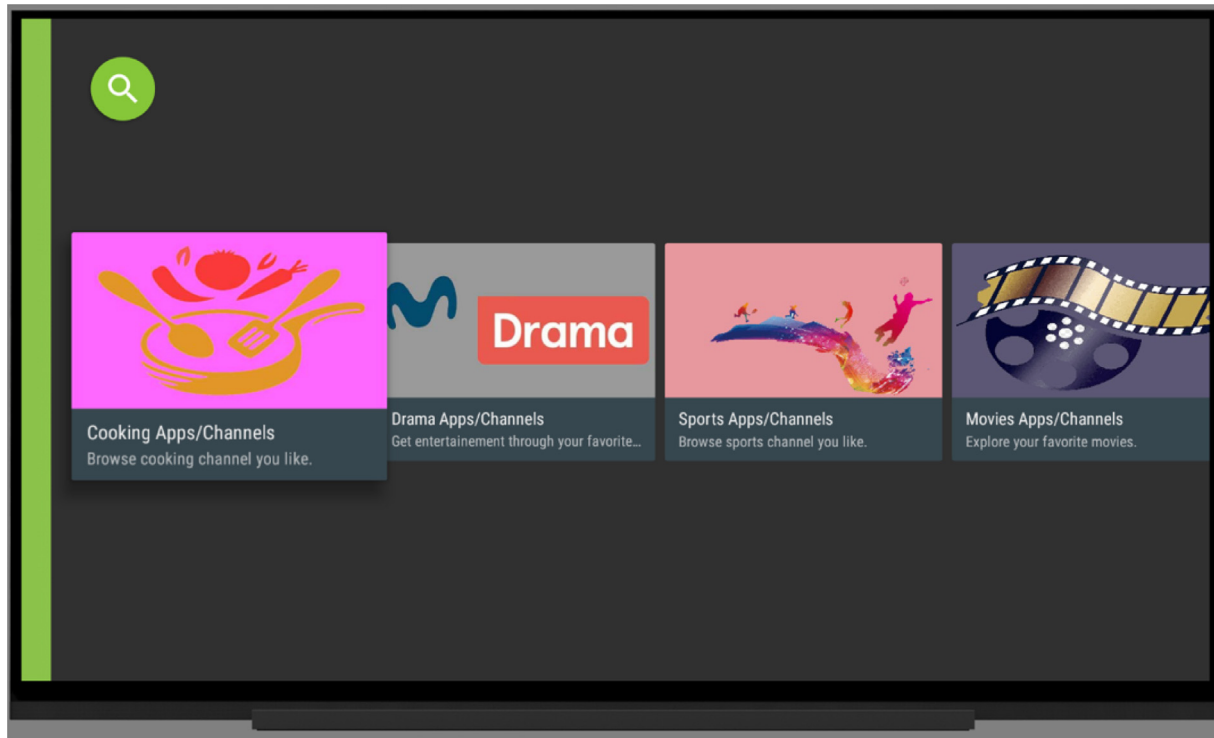 Drama
Cooking Apps/Channels
Browse cooking channel you like.
Drama Apps/Channels
Get entertainement through your favorite...
Sports Apps/Channels
Browse sports channel you like.
Movies Apps/Channels
Explore your favorite movies.